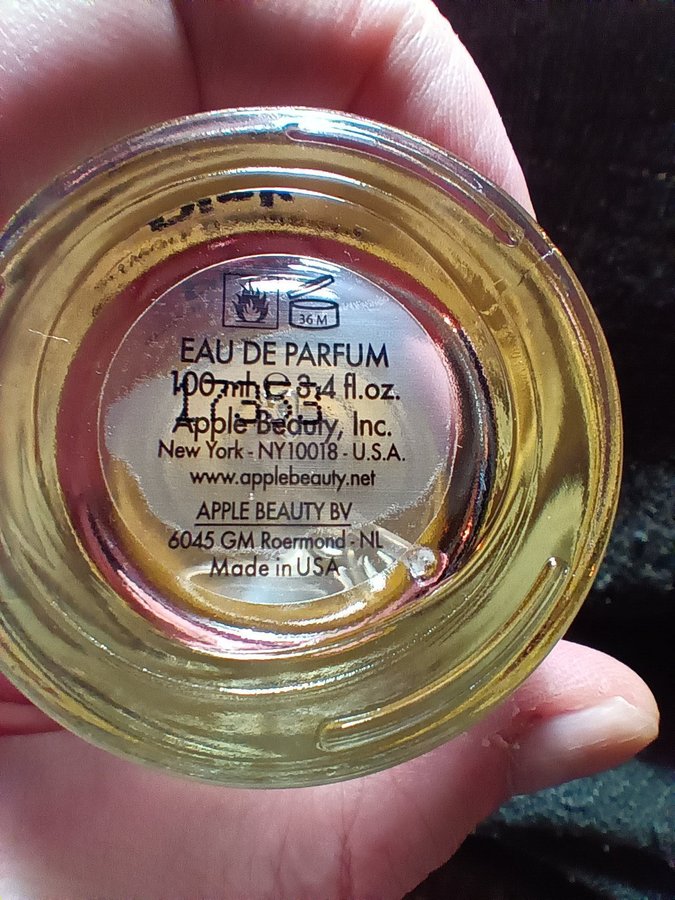 36 M
EAU DE PARFUM
100 ml e 3.4 fl.oz.
Apple Beauty, Inc.
New York - NY10018 - U.S.A.
www.applebeauty.net
APPLE BEAUTY BV
6045 GM Roermond - NL
Made in USA